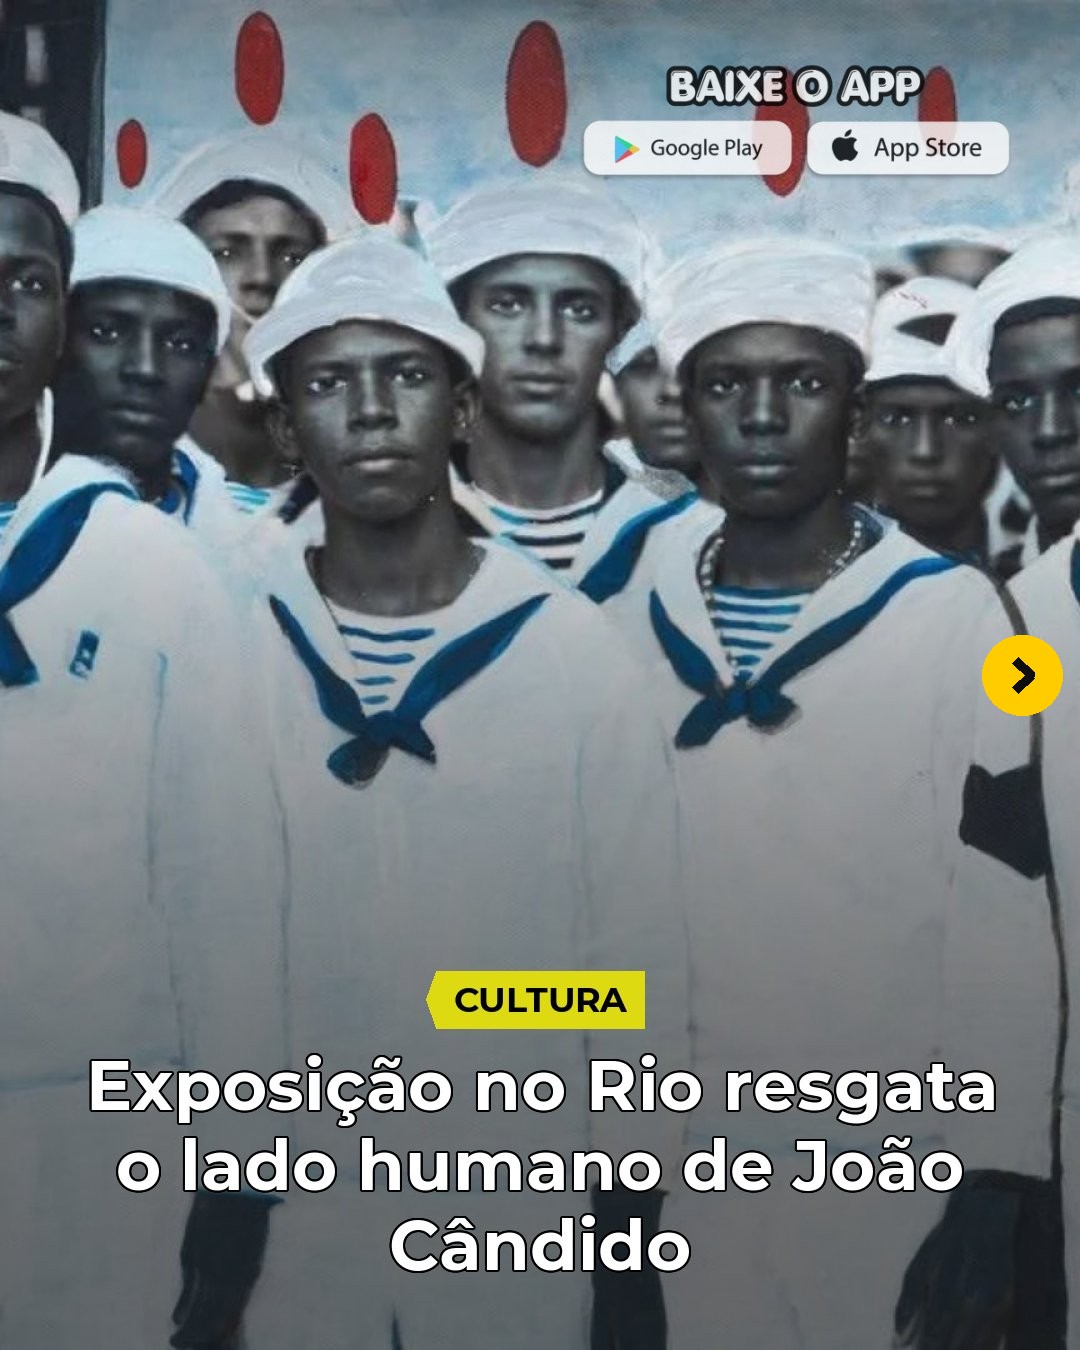 BAIXE O APP
Google Play
App Store
CULTURA
Exposição no Rio resgata
o lado humano de João
Cândido